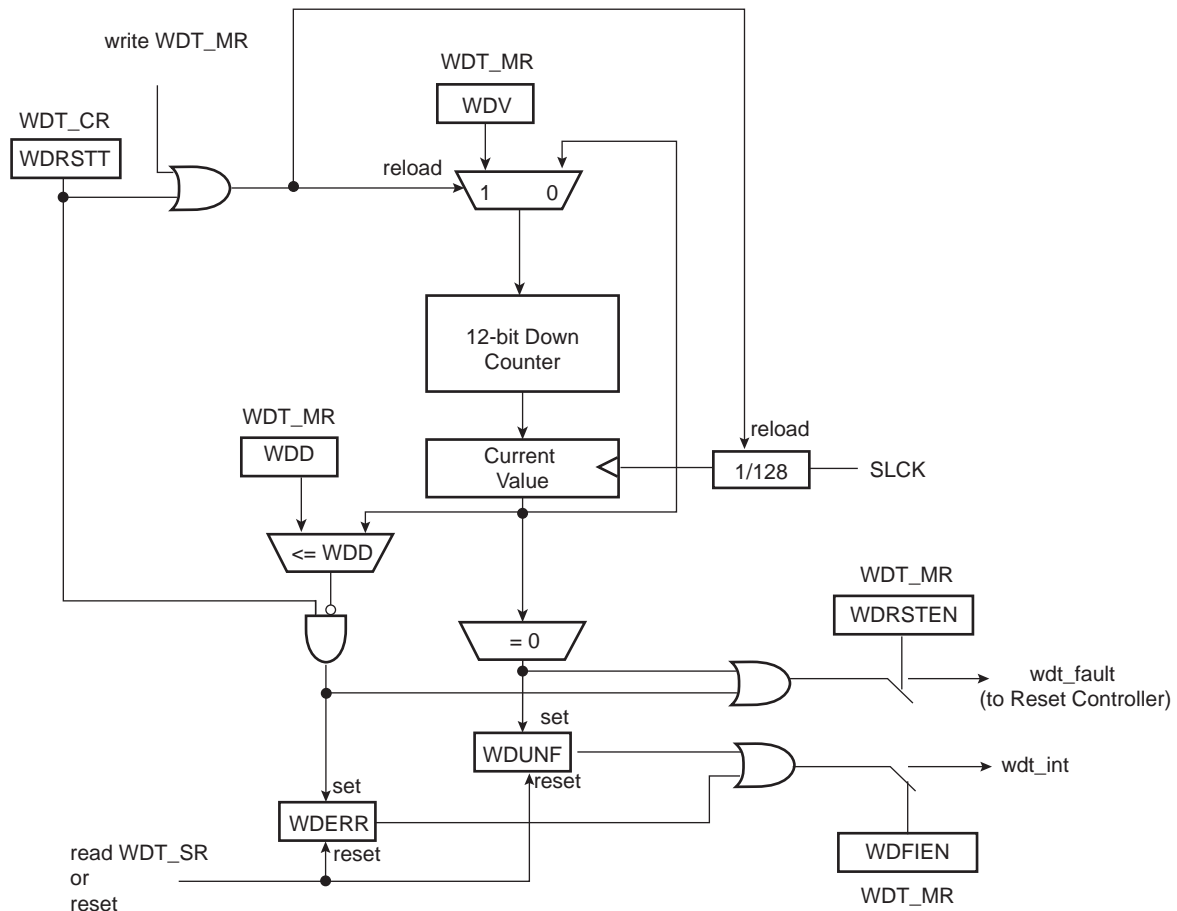 write WDT_MR
WDT_MR
WDV
WDT_CR
WDRSTT
reload
1 0
12-bit Down
Counter
WDT_MR
WDD
reload
Current
Value
1/128
SLCK
<= WDD
WDT_MR
WDRSTEN
= 0
wdt_fault
(to Reset Controller)
set
WDUNF
reset
wdt_int
set
WDERR
reset
WDFIEN
WDT_MR
read WDT_SR
or
reset